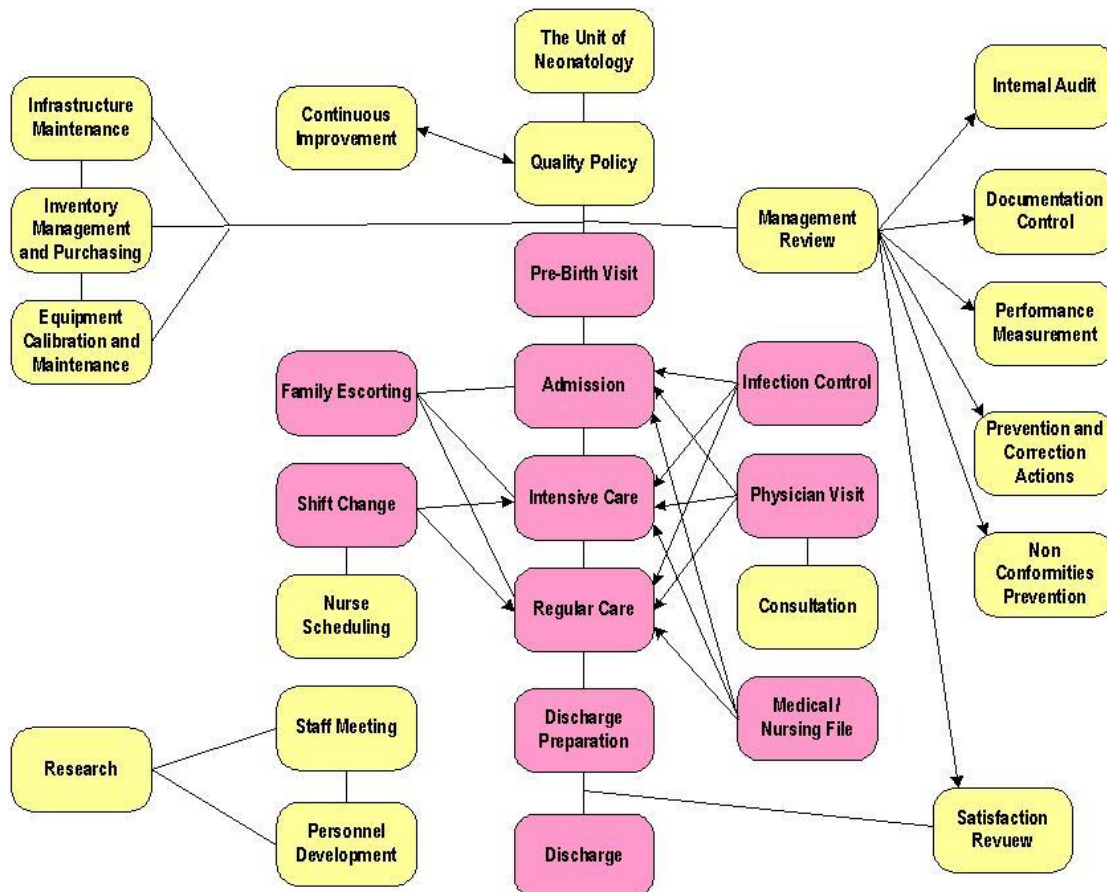 The Unit of
Neonatology
Internal Audit
Infrastructure
Maintenance
Continuous
Improvement
Quality Policy
Inventory
Management
and Purchasing
Management
Review
Documentation
Control
Pre-Birth Visit
Equipment
Calibration and
Maintenance
Performance
Measurement
Family Escorting
Admission
Infection Control
Prevention and
Correction
Actions
Shift Change
Intensive Care
Physician Visit
Non
Conformities
Prevention
Nurse
Scheduling
Regular Care
Consultation
Staff Meeting
Discharge
Preparation
Medical /
Nursing File
Research
Personnel
Development
Discharge
Satisfaction
Revuew